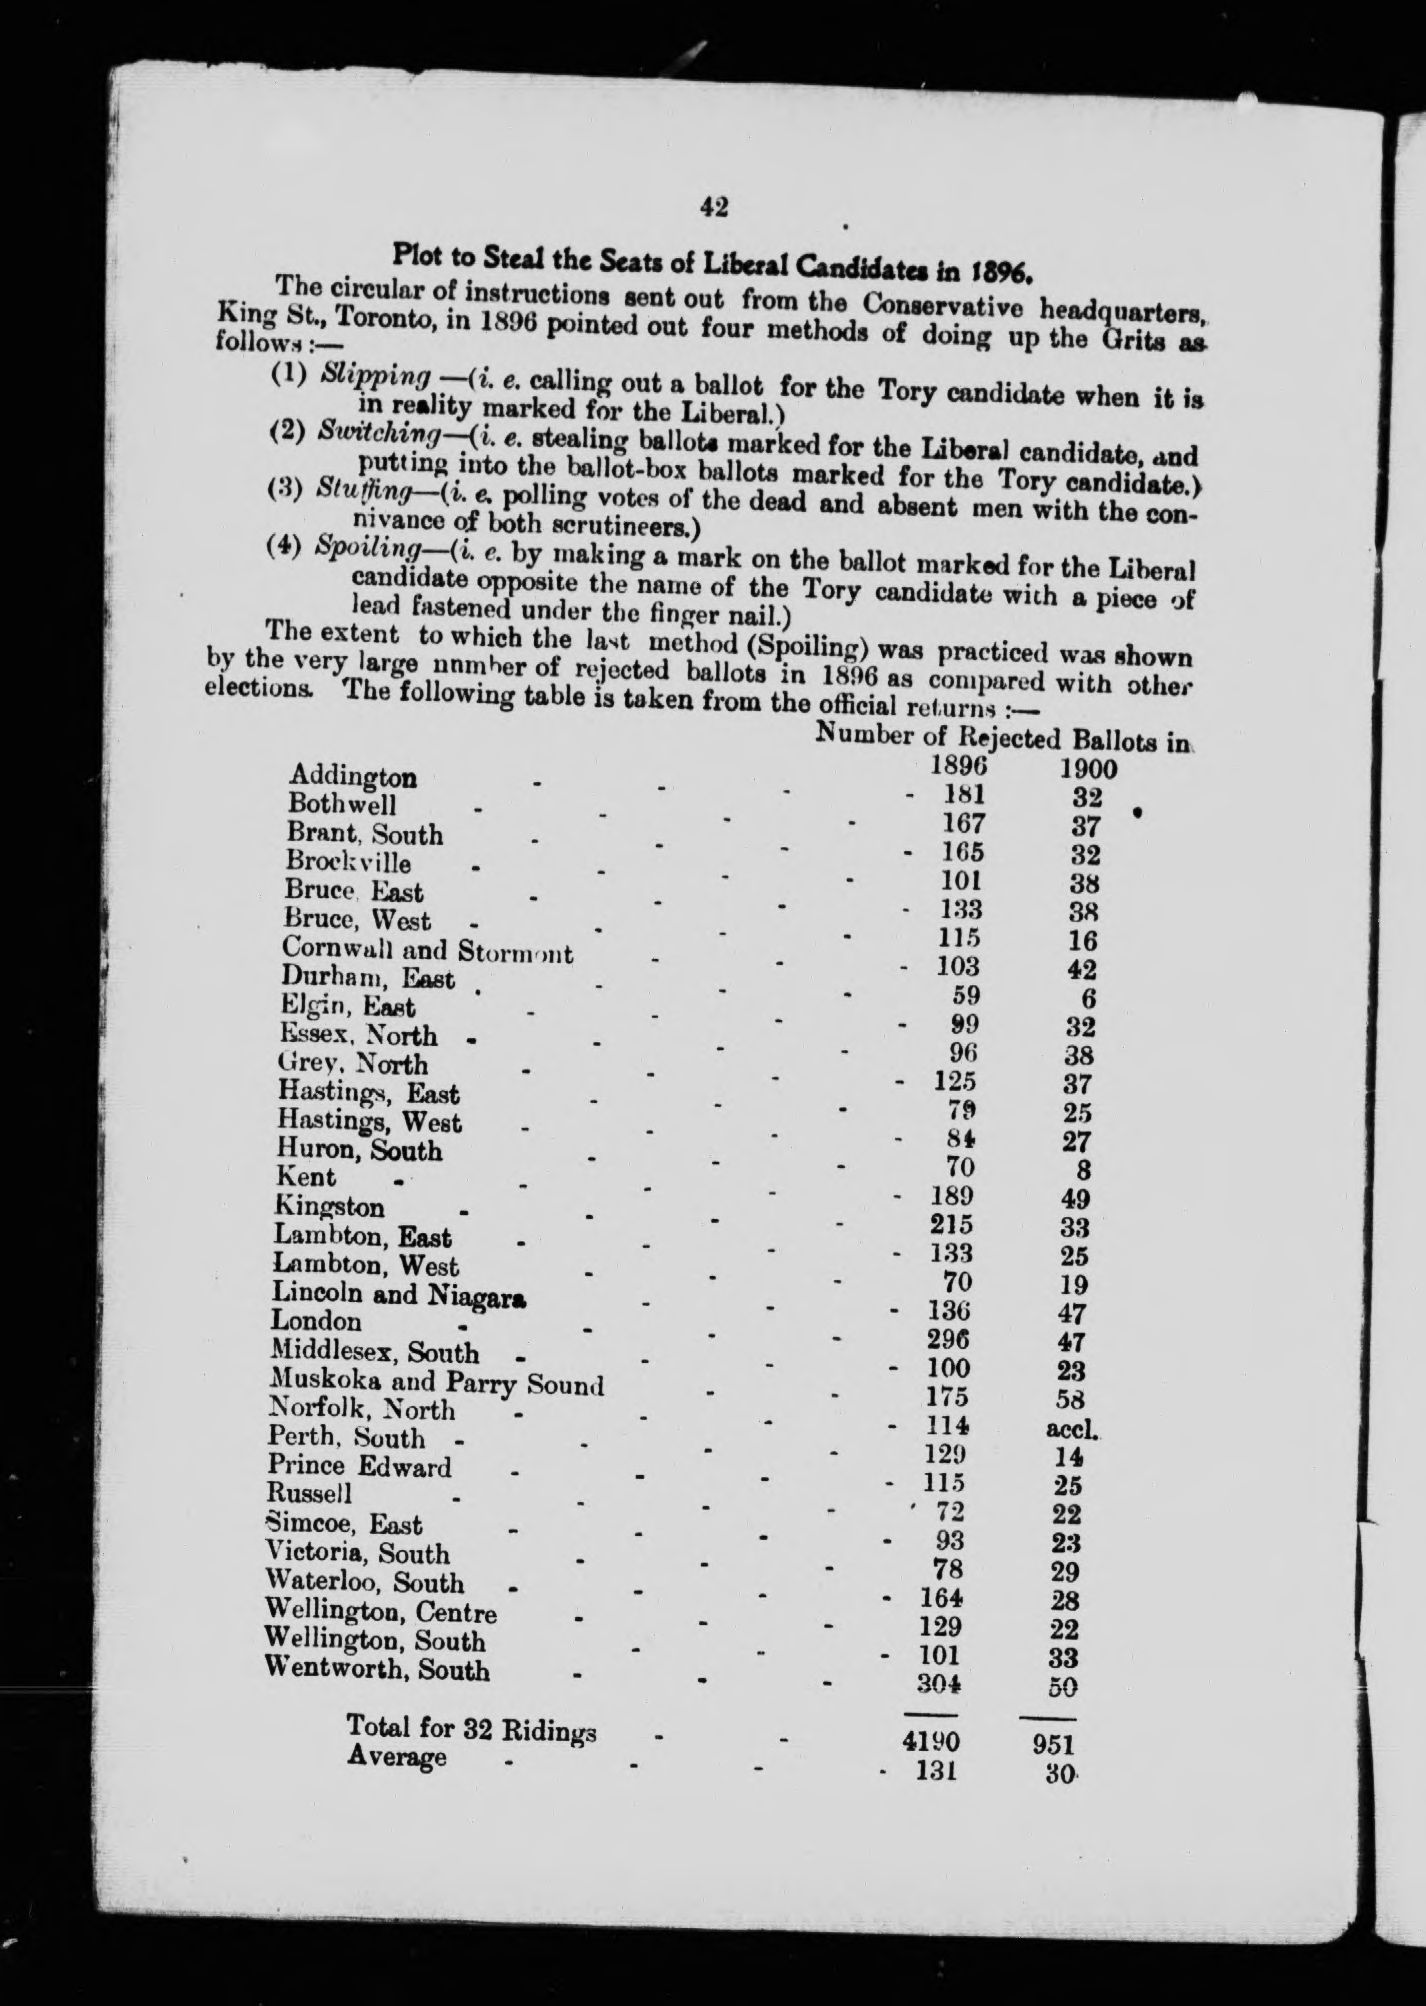 42
Plot to Steal the Seats of Liberal Candidates in 1896.
The circular of instructions sent out from the Conservative headquarters,
King St., Toronto, in 1896 pointed out four methods of doing up the Grits as
follows :—
(1) Slipping —(i. e. calling out a ballot for the Tory candidate when it is
in reality marked for the Liberal.)
(2) Switching—(i. e. stealing ballots marked for the Liberal candidate, and
putting into the ballot-box ballots marked for the Tory candidate.)
(3) Stuffing—(i. e. polling votes of the dead and absent men with the con-
nivance of both scrutineers.)
(4) Spoiling—(i. e. by making a mark on the ballot marked for the Liberal
candidate opposite the name of the Tory candidate with a piece of
lead fastened under the finger nail.)
The extent to which the last method (Spoiling) was practiced was shown
by the very large nnmber of rejected ballots in 1896 as compared with other
elections. The following table is taken from the official returns :—
Number of Rejected Ballots in
1896 1900
Addington - - - - 181 32
Bothwell - - - - 167 37
Brant, South - - - - 165 32
Brockville - - - - 101 38
Bruce, East - - - - 133 38
Bruce, West - - - - 115 16
Cornwall and Stormont - - - 103 42
Durham, East - - - - 59 6
Elgin, East - - - - 99 32
Essex, North - - - - 96 38
Grey, North - - - - 125 37
Hastings, East - - - 79 25
Hastings, West - - - - 84 27
Huron, South - - - 70 8
Kent - - - - - 189 49
Kingston - - - - 215 33
Lambton, East - - - - 133 25
Lambton, West - - - 70 19
Lincoln and Niagara - - - 136 47
London - - - - 296 47
Middlesex, South - - - - 100 23
Muskoka and Parry Sound - - 175 58
Norfolk, North - - - - 114 accl.
Perth, South - - - - 129 14
Prince Edward - - - - 115 25
Russell - - - - 72 22
Simcoe, East - - - - 93 23
Victoria, South - - - 78 29
Waterloo, South - - - - 164 28
Wellington, Centre - - - 129 22
Wellington, South - - - 101 33
Wentworth, South - - - 304 50
Total for 32 Ridings - - 4190 951
Average - - - - 131 30